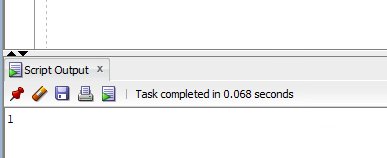 Script Output x
Task completed in 0.068 seconds
1